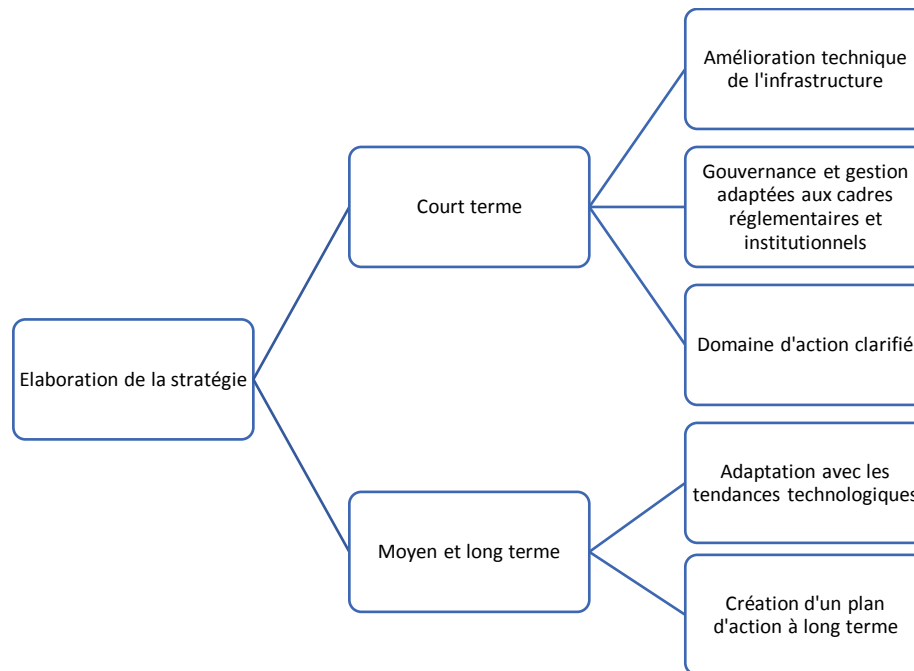 Elaboration de la stratégie
Court terme
Amélioration technique
de l'infrastructure
Gouvernance et gestion
adaptées aux cadres
réglementaires et
institutionnels
Domaine d'action clarifié
Moyen et long terme
Adaptation avec les
tendances technologiques
Création d'un plan
d'action à long terme